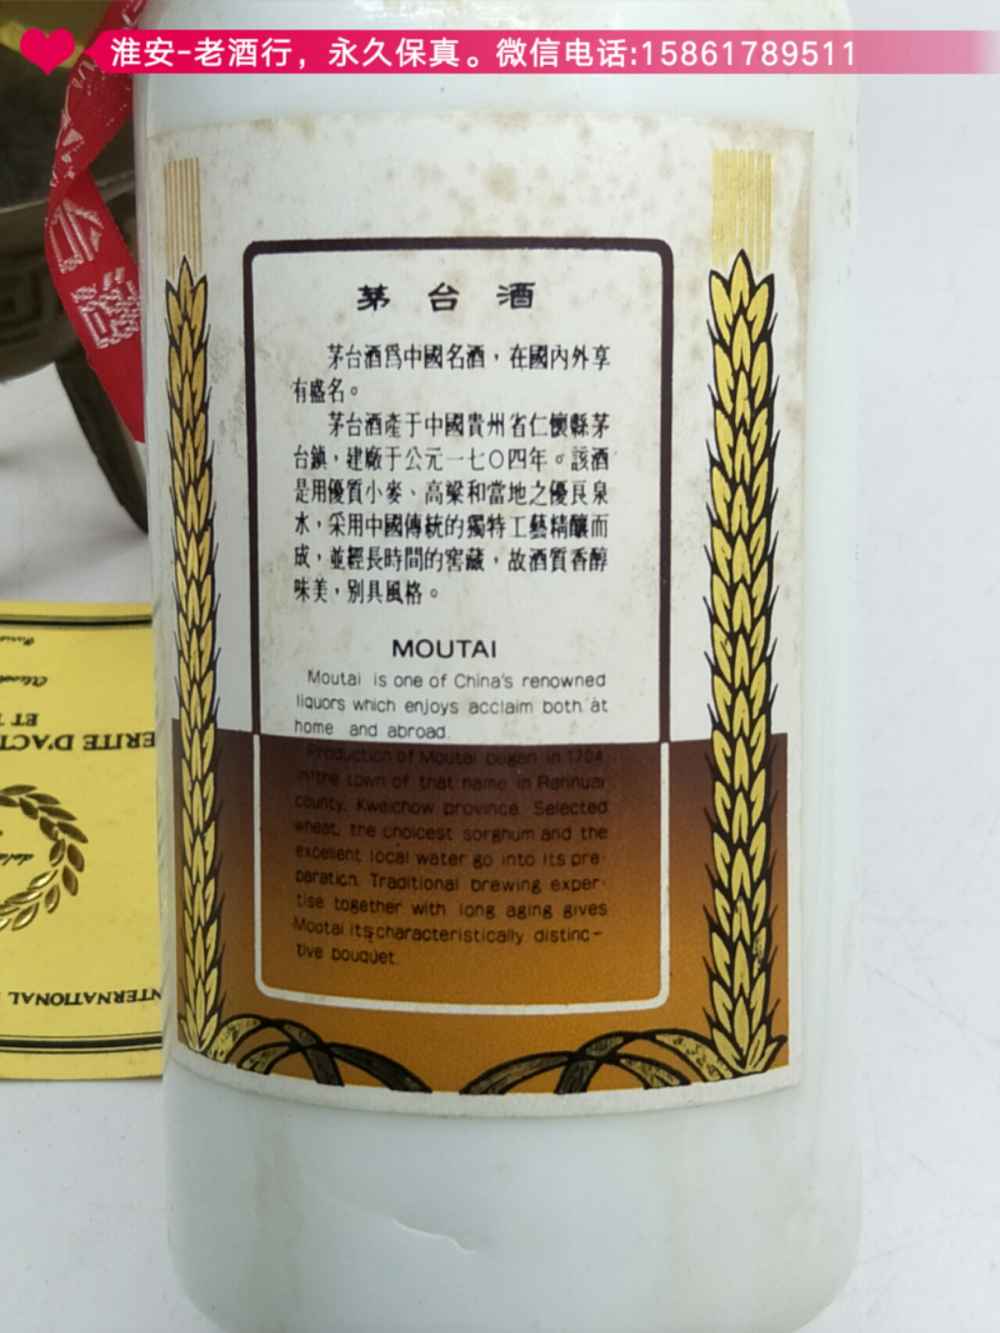 淮安-老酒行，永久保真。微信电话:15861789511
茅台酒
茅台酒爲中國名酒，在國內外享
有盛名。
茅台酒產于中國貴州省仁懷縣茅
台鎮，建廠于公元一七〇四年。該酒
是用優質小麥、高粱和當地之優良泉
水，采用中國傳統的獨特工藝精釀而
成，並經長時間的窖藏，故酒質香醇
味美，別具風格。
MOUTAI
Moutai is one of China's renowned
liquors which enjoys acclaim both at
home and abroad.
Production of Moutai began in 1704
in the town of that name in Renhuai
county, Kweichow province. Selected
wheat, the choicest sorghum and the
excellent local water go into its pre-
paration. Traditional brewing exper-
tise together with long aging gives
Moutai its characteristically distinc-
tive bouquet.
ET
ERITE D'ACT
NTERNATIONAL